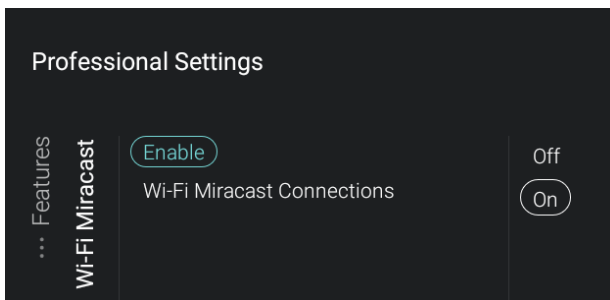 Professional Settings
... Features
Wi-Fi Miracast
Enable
Wi-Fi Miracast Connections
Off
On